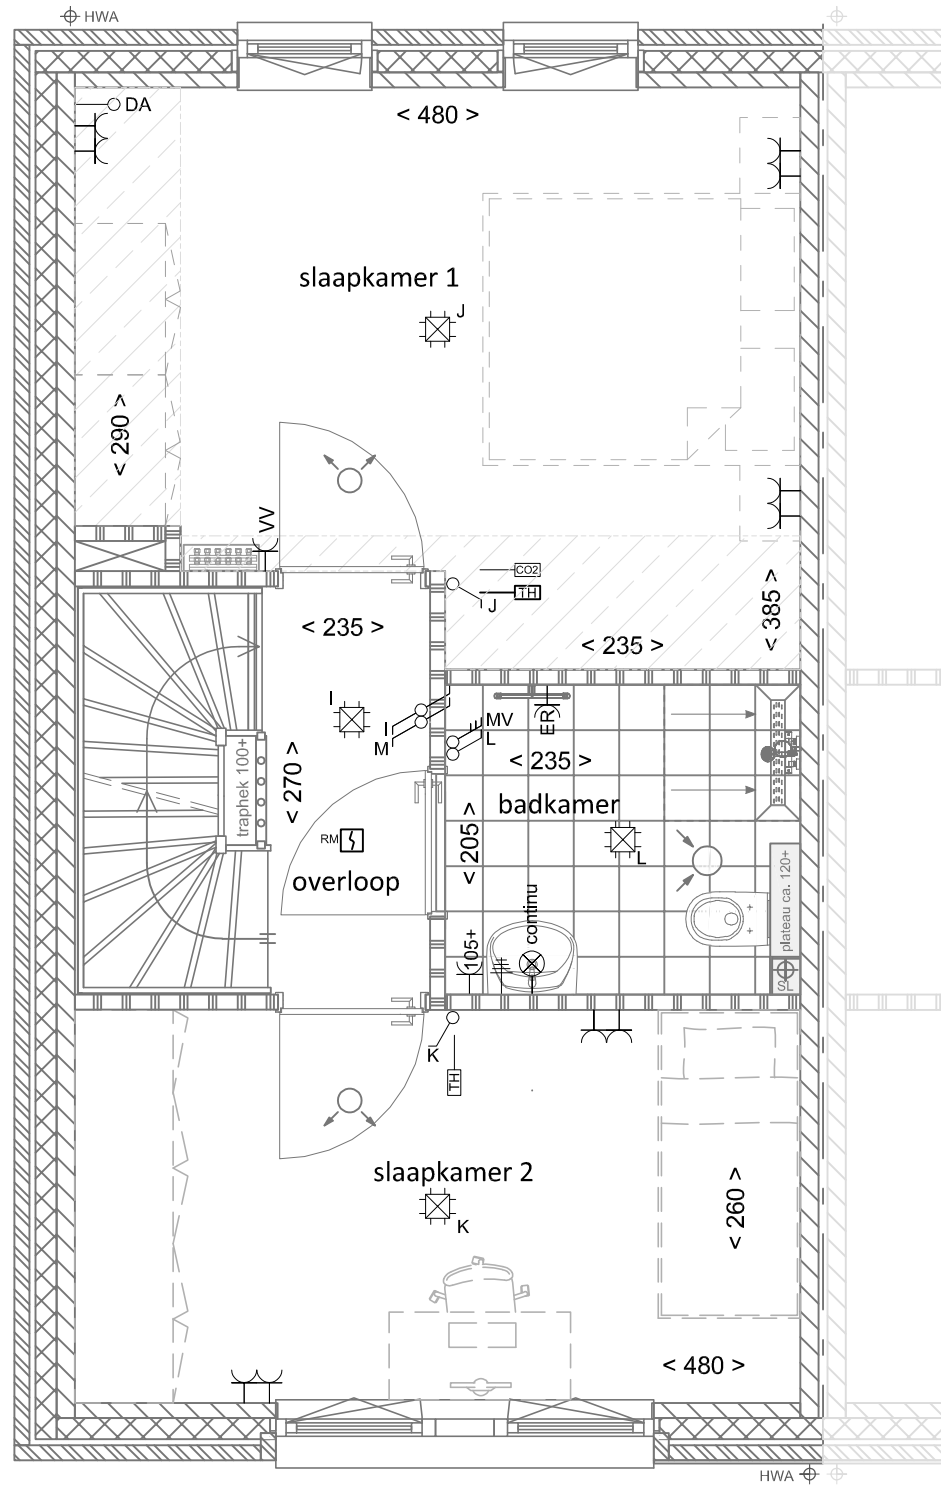 HWA
DA
< 480 >
slaapkamer 1
J
< 290 >
VV
CO2
TH
J
< 385 >
< 235 >
< 235 >
I
I
M
MV
L
ER
< 235 >
traphek 100+
< 270 >
badkamer
RM
< 205 >
L
overloop
continu
plateau ca. 120+
105+
SL
K
TH
slaapkamer 2
K
< 260 >
< 480 >
HWA